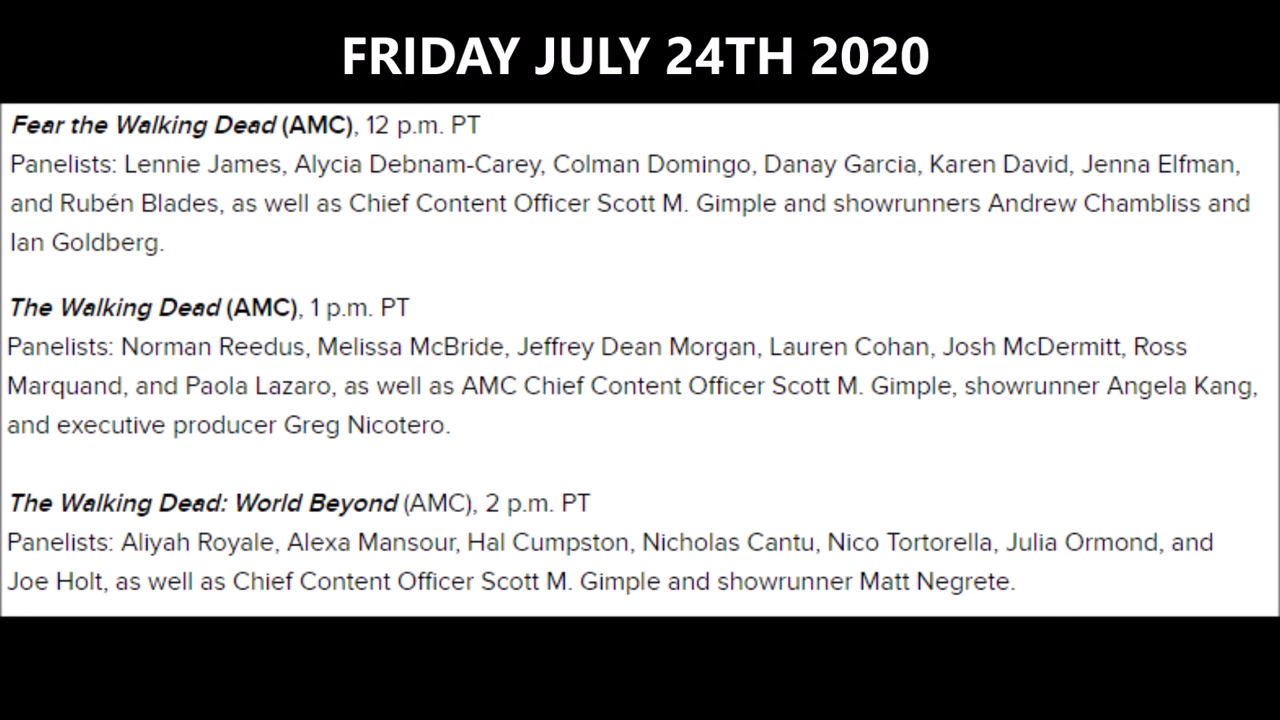 FRIDAY JULY 24TH 2020
Fear the Walking Dead (AMC), 12 p.m. PT
Panelists: Lennie James, Alycia Debnam-Carey, Colman Domingo, Danay Garcia, Karen David, Jenna Elfman,
and Rubén Blades, as well as Chief Content Officer Scott M. Gimple and showrunners Andrew Chambliss and
Ian Goldberg.
The Walking Dead (AMC), 1 p.m. PT
Panelists: Norman Reedus, Melissa McBride, Jeffrey Dean Morgan, Lauren Cohan, Josh McDermitt, Ross
Marquand, and Paola Lazaro, as well as AMC Chief Content Officer Scott M. Gimple, showrunner Angela Kang,
and executive producer Greg Nicotero.
The Walking Dead: World Beyond (AMC), 2 p.m. PT
Panelists: Aliyah Royale, Alexa Mansour, Hal Cumpston, Nicholas Cantu, Nico Tortorella, Julia Ormond, and
Joe Holt, as well as Chief Content Officer Scott M. Gimple and showrunner Matt Negrete.